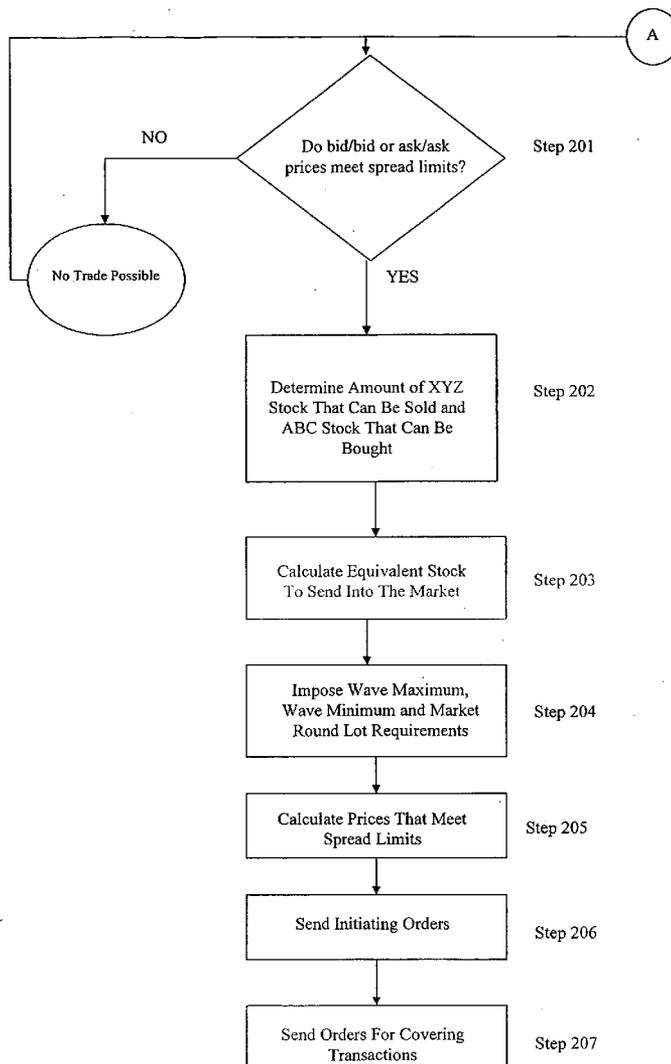 A
Do bid/bid or ask/ask
prices meet spread limits?
Step 201
NO
No Trade Possible
YES
Determine Amount of XYZ
Stock That Can Be Sold and
ABC Stock That Can Be
Bought
Step 202
Calculate Equivalent Stock
To Send Into The Market
Step 203
Impose Wave Maximum,
Wave Minimum and Market
Round Lot Requirements
Step 204
Calculate Prices That Meet
Spread Limits
Step 205
Send Initiating Orders
Step 206
Send Orders For Covering
Transactions
Step 207